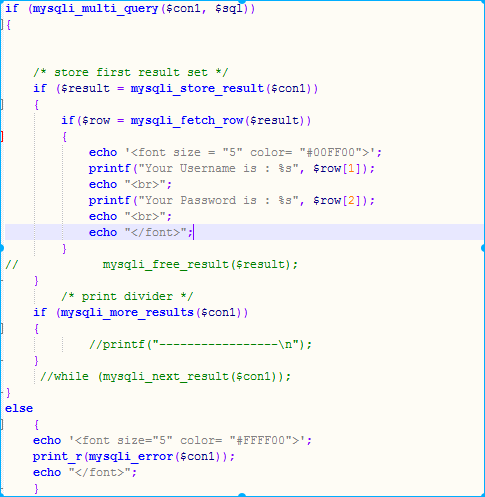 if (mysqli_multi_query($con1, $sql))
{
/* store first result set */
if ($result = mysqli_store_result($con1))
{
if($row = mysqli_fetch_row($result))
{
echo '<font size = "5" color= "#00FF00">';
printf("Your Username is : %s", $row[1]);
echo "<br>";
printf("Your Password is : %s", $row[2]);
echo "<br>";
echo "</font>";
}
// mysqli_free_result($result);
}
/* print divider */
if (mysqli_more_results($con1))
{
//printf("-----------------\n");
}
//while (mysqli_next_result($con1));
}
else
{
echo '<font size="5" color= "#FFFF00">';
print_r(mysqli_error($con1));
echo "</font>";
}